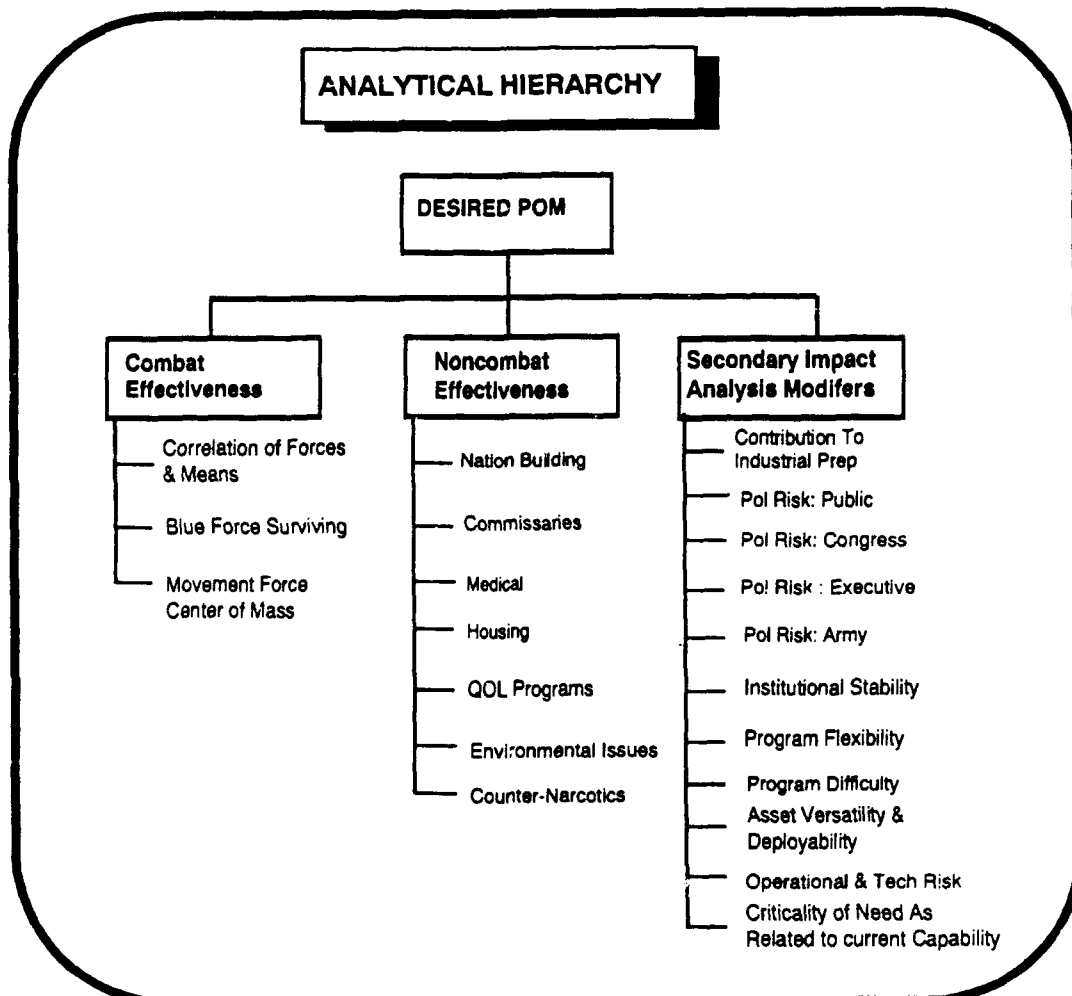 ANALYTICAL HIERARCHY
DESIRED POM
Combat
Effectiveness
Correlation of Forces
& Means
Blue Force Surviving
Movement Force
Center of Mass
Noncombat
Effectiveness
Nation Building
Commissaries
Medical
Housing
QOL Programs
Environmental Issues
Counter-Narcotics
Secondary Impact
Analysis Modifers
Contribution To
Industrial Prep
Pol Risk: Public
Pol Risk: Congress
Pol Risk : Executive
Pol Risk: Army
Institutional Stability
Program Flexibility
Program Difficulty
Asset Versatility &
Deployability
Operational & Tech Risk
Criticality of Need As
Related to current Capability